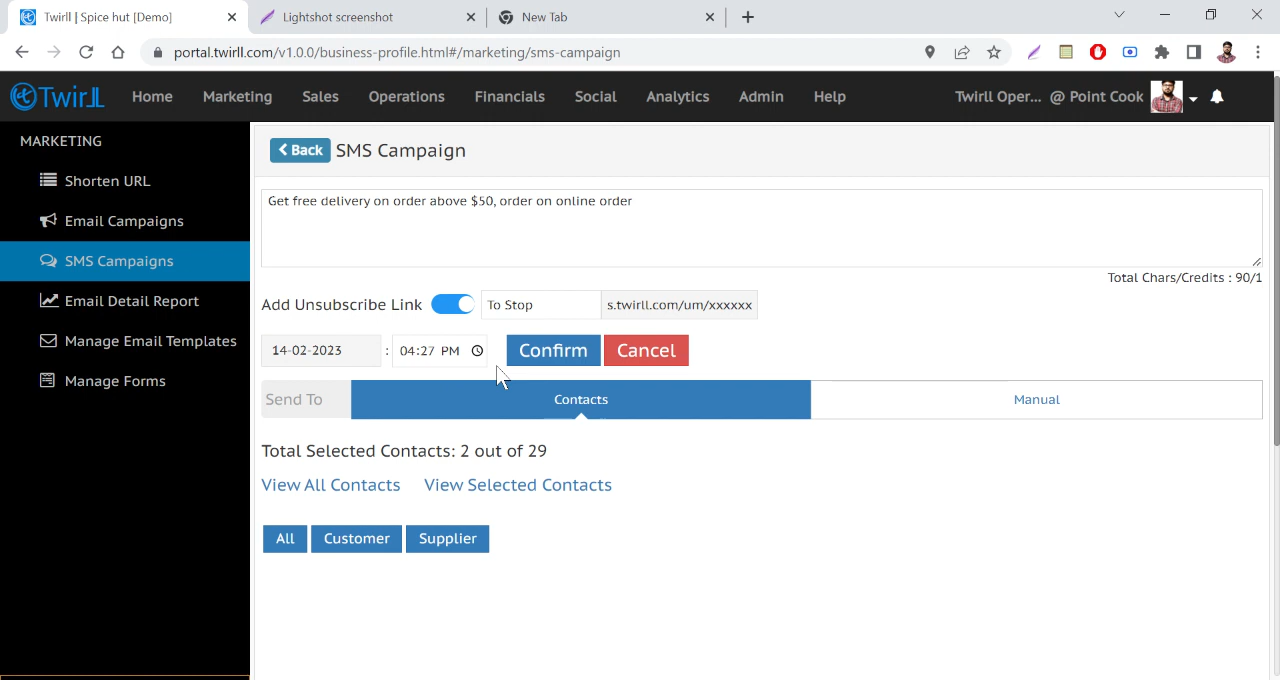 Twirll | Spice hut [Demo]
Lightshot screenshot
New Tab
portal.twirll.com/v1.0.0/business-profile.html#/marketing/sms-campaign
Twirll Home Marketing Sales Operations Financials Social Analytics Admin Help Twirll Oper... @ Point Cook
MARKETING
Shorten URL
Email Campaigns
SMS Campaigns
Email Detail Report
Manage Email Templates
Manage Forms
Back SMS Campaign
Get free delivery on order above $50, order on online order
Total Chars/Credits : 90/1
Add Unsubscribe Link To Stop s.twirll.com/um/xxxxxx
14-02-2023 : 04:27 PM Confirm Cancel
Send To Contacts Manual
Total Selected Contacts: 2 out of 29
View All Contacts View Selected Contacts
All Customer Supplier